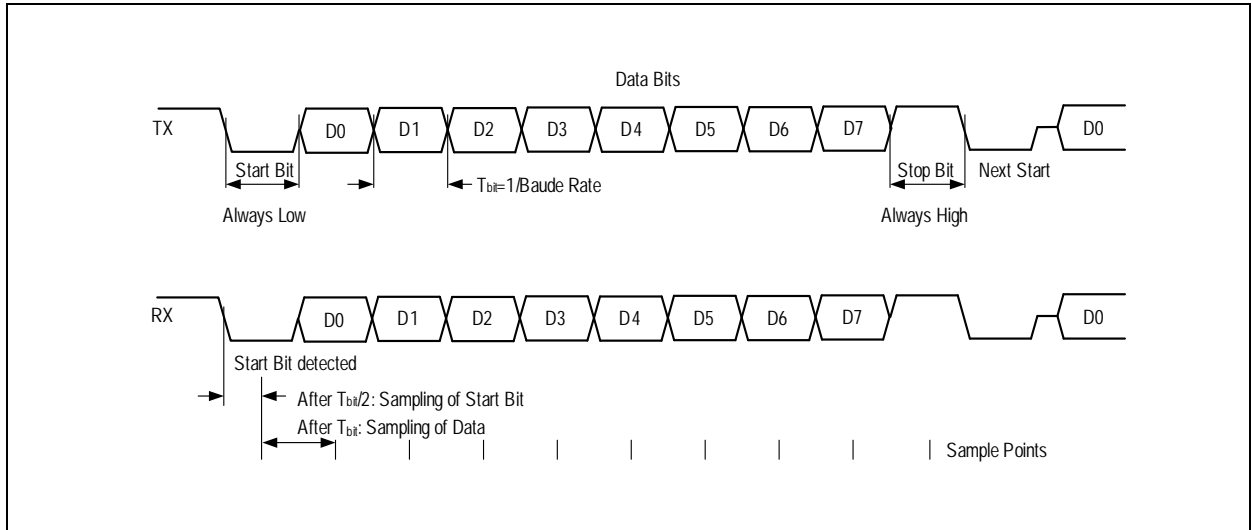 Data Bits
TX D0 D1 D2 D3 D4 D5 D6 D7 D0
Start Bit Stop Bit Next Start
Tbit=1/Baude Rate
Always Low Always High
RX D0 D1 D2 D3 D4 D5 D6 D7 D0
Start Bit detected
After Tbit/2: Sampling of Start Bit
After Tbit: Sampling of Data
Sample Points